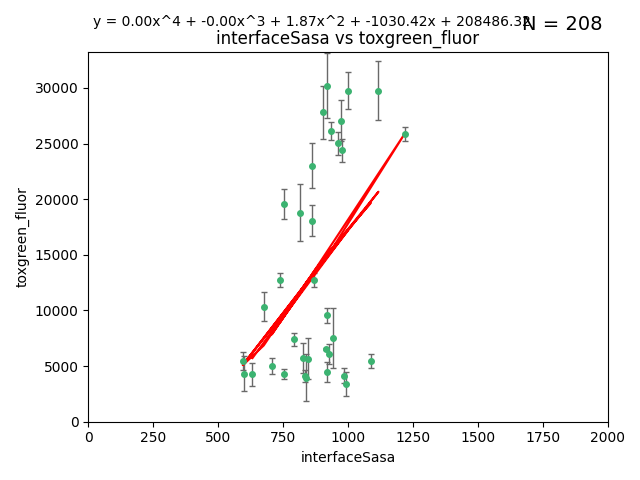 y = 0.00x^4 + -0.00x^3 + 1.87x^2 + -1030.42x + 208486.32
N = 208
interfaceSasa vs toxgreen_fluor
30000
25000
20000
15000
10000
5000
0
toxgreen_fluor
0 250 500 750 1000 1250 1500 1750 2000
interfaceSasa